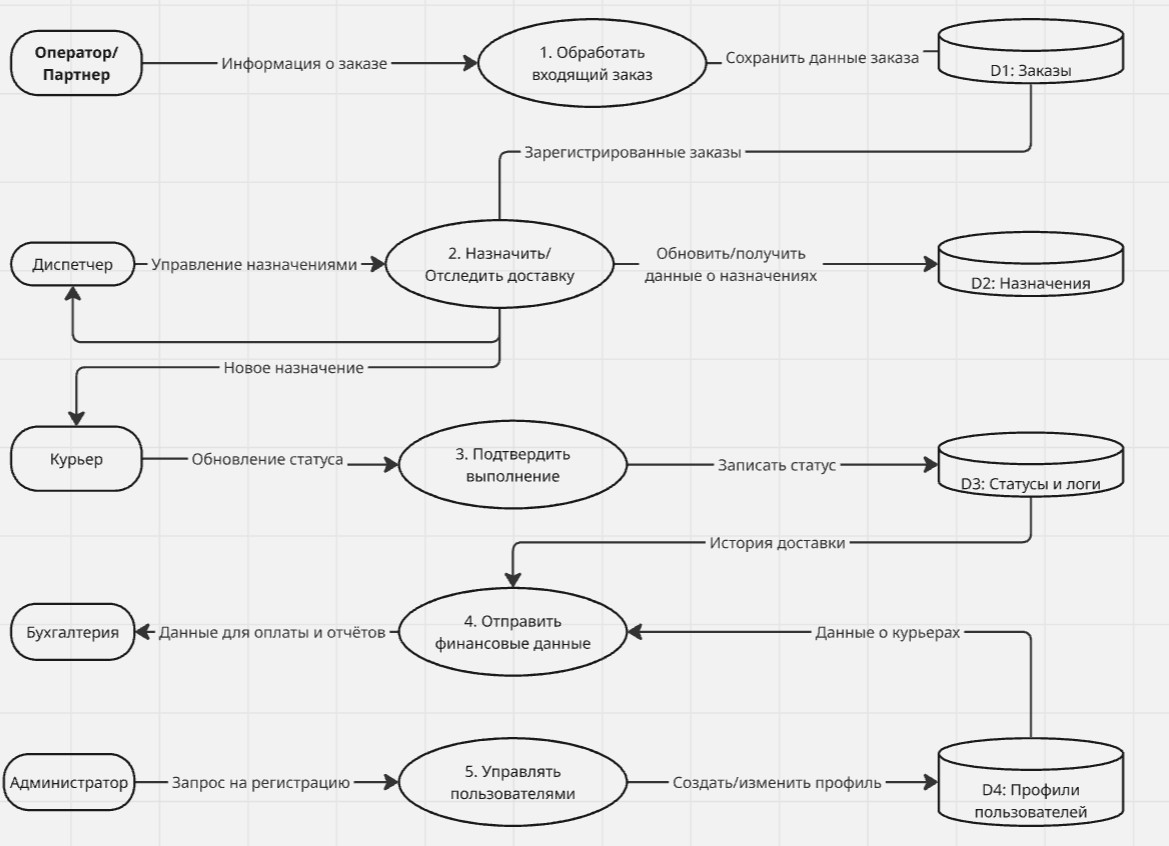 Оператор/
Партнер
Информация о заказе
1. Обработать
входящий заказ
Сохранить данные заказа
D1: Заказы
Зарегистрированные заказы
Диспетчер
Управление назначениями
2. Назначить/
Отследить доставку
Обновить/получить
данные о назначениях
D2: Назначения
Новое назначение
Курьер
Обновление статуса
3. Подтвердить
выполнение
Записать статус
D3: Статусы и логи
История доставки
Бухгалтерия
Данные для оплаты и отчётов
4. Отправить
финансовые данные
Данные о курьерах
Администратор
Запрос на регистрацию
5. Управлять
пользователями
Создать/изменить профиль
D4: Профили
пользователей